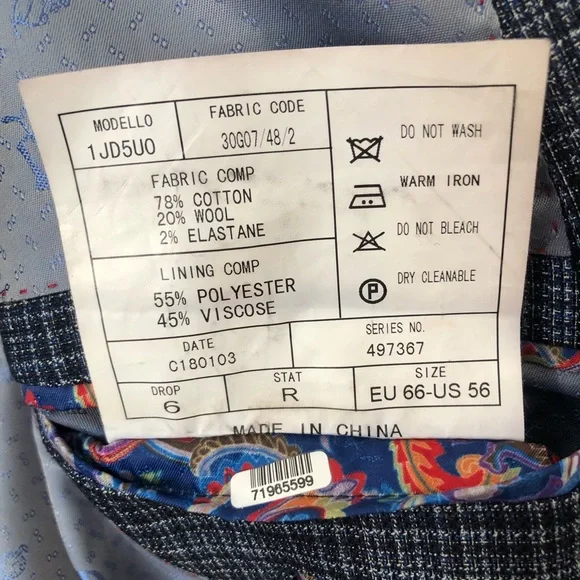 MODELLO
1JD5U0
FABRIC CODE
30G07/48/2
FABRIC COMP
78% COTTON
20% WOOL
2% ELASTANE
LINING COMP
55% POLYESTER
45% VISCOSE
DO NOT WASH
WARM IRON
DO NOT BLEACH
P
DRY CLEANABLE
DATE
C180103
SERIES NO.
497367
DROP
6
STAT
R
SIZE
EU 66-US 56
MADE IN CHINA
71965599